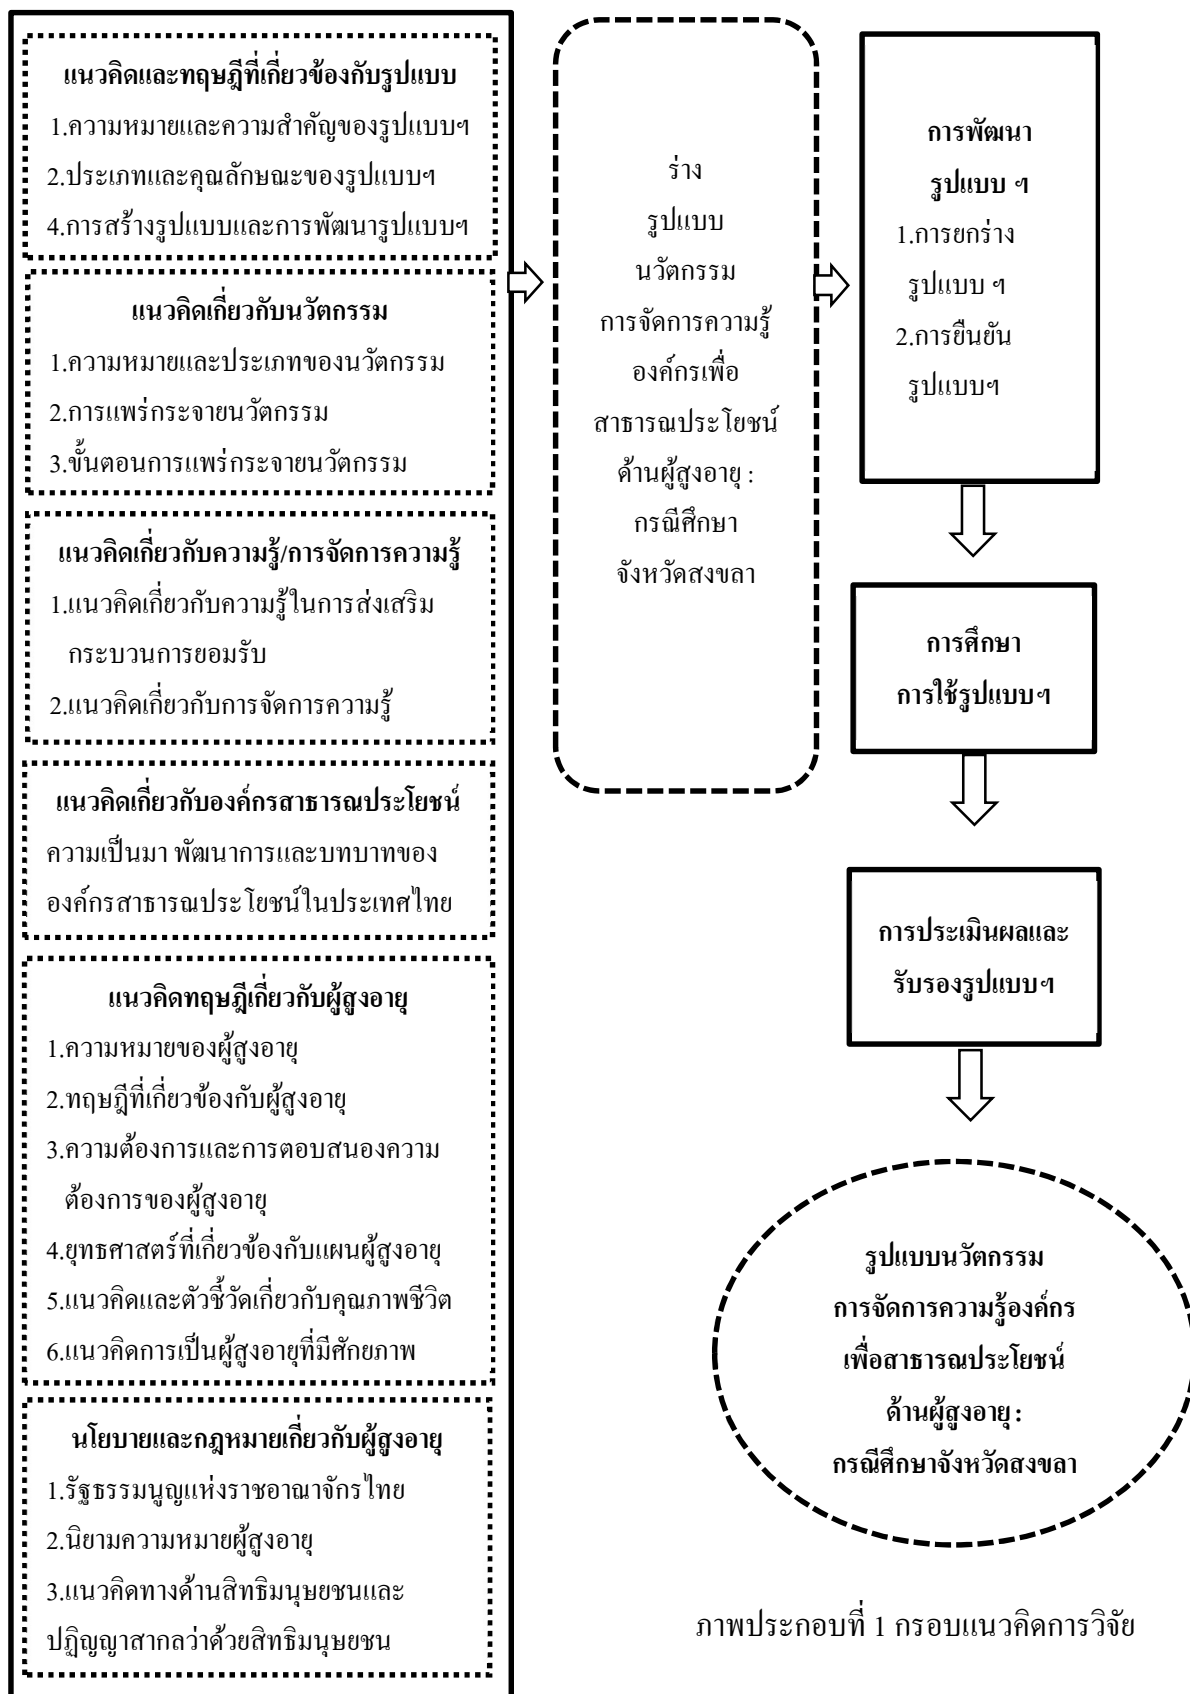 แนวคิดและทฤษฎีที่เกี่ยวข้องกับรูปแบบ
1.ความหมายและความสำคัญของรูปแบบฯ
2.ประเภทและคุณลักษณะของรูปแบบฯ
4.การสร้างรูปแบบและการพัฒนารูปแบบฯ
แนวคิดเกี่ยวกับนวัตกรรม
1.ความหมายและประเภทของนวัตกรรม
2.การแพร่กระจายนวัตกรรม
3.ขั้นตอนการแพร่กระจายนวัตกรรม
แนวคิดเกี่ยวกับความรู้/การจัดการความรู้
1.แนวคิดเกี่ยวกับความรู้ในการส่งเสริม
กระบวนการยอมรับ
2.แนวคิดเกี่ยวกับการจัดการความรู้
แนวคิดเกี่ยวกับองค์กรสาธารณประโยชน์
ความเป็นมา พัฒนาการและบทบาทของ
องค์กรสาธารณประโยชน์ในประเทศไทย
แนวคิดทฤษฎีเกี่ยวกับผู้สูงอายุ
1.ความหมายของผู้สูงอายุ
2.ทฤษฎีที่เกี่ยวข้องกับผู้สูงอายุ
3.ความต้องการและการตอบสนองความ
ต้องการของผู้สูงอายุ
4.ยุทธศาสตร์ที่เกี่ยวข้องกับแผนผู้สูงอายุ
5.แนวคิดและตัวชี้วัดเกี่ยวกับคุณภาพชีวิต
6.แนวคิดการเป็นผู้สูงอายุที่มีศักยภาพ
นโยบายและกฎหมายเกี่ยวกับผู้สูงอายุ
1.รัฐธรรมนูญแห่งราชอาณาจักรไทย
2.นิยามความหมายผู้สูงอายุ
3.แนวคิดทางด้านสิทธิมนุษยชนและ
ปฏิญญาสากลว่าด้วยสิทธิมนุษยชน
ร่าง
รูปแบบ
นวัตกรรม
การจัดการความรู้
องค์กรเพื่อ
สาธารณประโยชน์
ด้านผู้สูงอายุ :
กรณีศึกษา
จังหวัดสงขลา
การพัฒนา
รูปแบบ ฯ
1.การยกร่าง
รูปแบบ ฯ
2.การยืนยัน
รูปแบบฯ
การศึกษา
การใช้รูปแบบฯ
การประเมินผลและ
รับรองรูปแบบฯ
รูปแบบนวัตกรรม
การจัดการความรู้องค์กร
เพื่อสาธารณประโยชน์
ด้านผู้สูงอายุ :
กรณีศึกษาจังหวัดสงขลา
ภาพประกอบที่ 1 กรอบแนวคิดการวิจัย